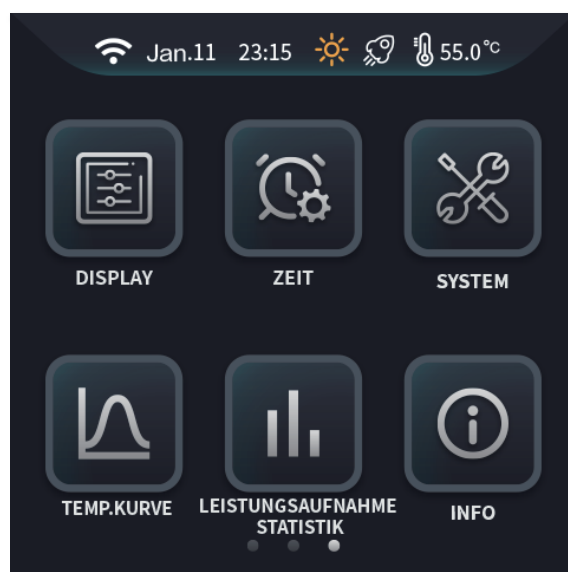 Jan.11 23:15 55.0°C
DISPLAY ZEIT SYSTEM
TEMP.KURVE LEISTUNGSAUFNAHME STATISTIK INFO